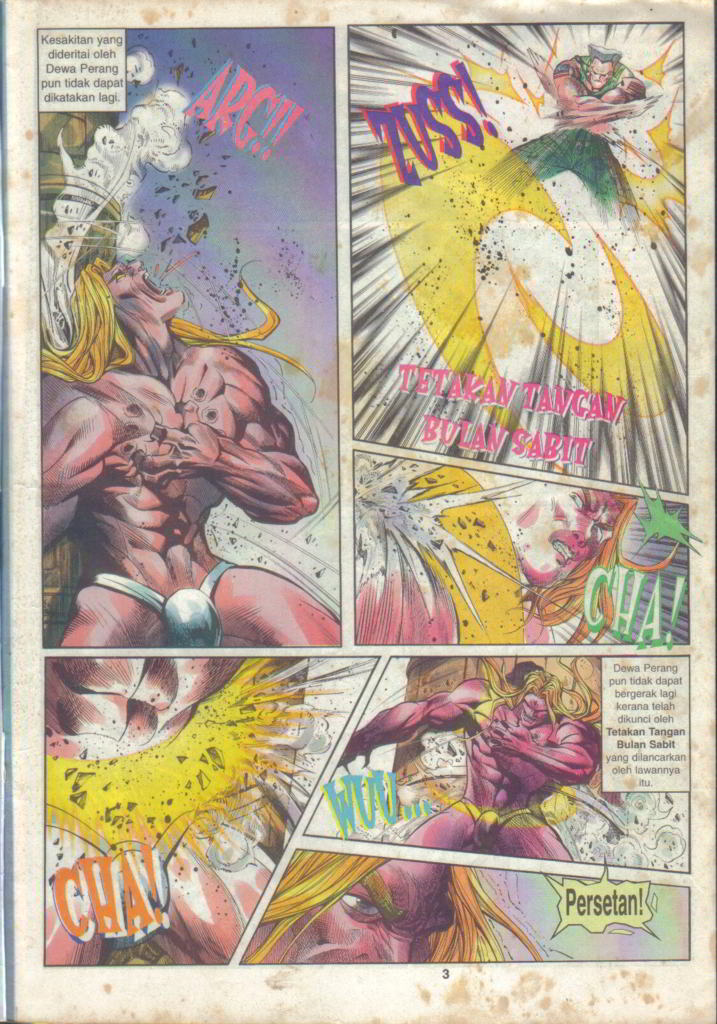 Kesakitan yang
dideritai oleh
Dewa Perang
pun tidak dapat
dikatakan lagi.
ARG!!
ZUSS!
TETAKAN TANGAN
BULAN SABIT
CHA!
CHA!
Dewa Perang
pun tidak dapat
bergerak lagi
kerana telah
dikunci oleh
Tetakan Tangan
Bulan Sabit
yang dilancarkan
oleh lawannya
itu.
WUU...
Persetan!
3